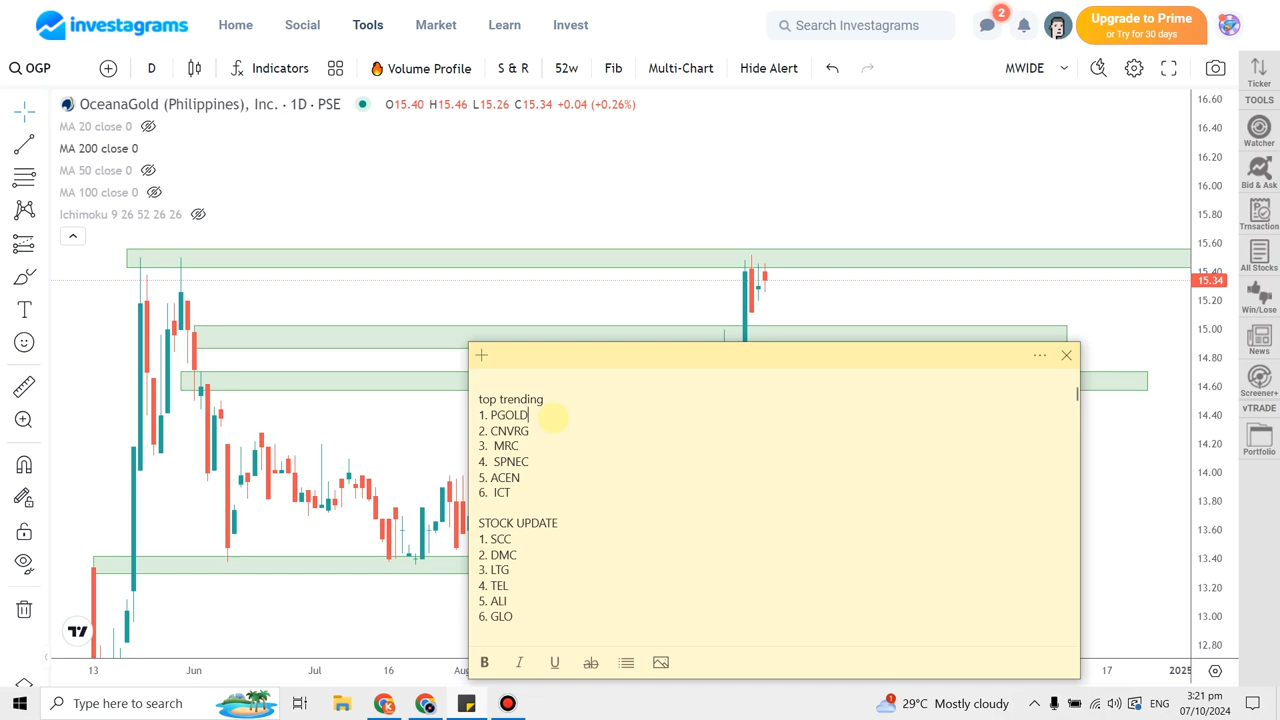 investagrams
Home
Social
Tools
Market
Learn
Invest
Search Investagrams
2
Upgrade to Prime
or Try for 30 days
OGP
D
Indicators
Volume Profile
S & R
52w
Fib
Multi-Chart
Hide Alert
MWIDE
Ticker
TOOLS
Watcher
Bid & Ask
Trnsaction
All Stocks
Win/Lose
News
Screener+
vTRADE
Portfolio
OceanaGold (Philippines), Inc. · 1D · PSE
O15.40 H15.46 L15.26 C15.34 +0.04 (+0.26%)
MA 20 close 0
MA 200 close 0
MA 50 close 0
MA 100 close 0
Ichimoku 9 26 52 26 26
16.60
16.40
16.20
16.00
15.80
15.60
15.40
15.34
15.20
15.00
14.80
14.60
14.40
14.20
14.00
13.80
13.60
13.40
13.20
13.00
12.80
top trending
1. PGOLD
2. CNVRG
3. MRC
4. SPNEC
5. ACEN
6. ICT
STOCK UPDATE
1. SCC
2. DMC
3. LTG
4. TEL
5. ALI
6. GLO
B I U ab
13
Jun
Jul
16
Aug
17
2025
Type here to search
29°C Mostly cloudy
ENG
3:21 pm
07/10/2024